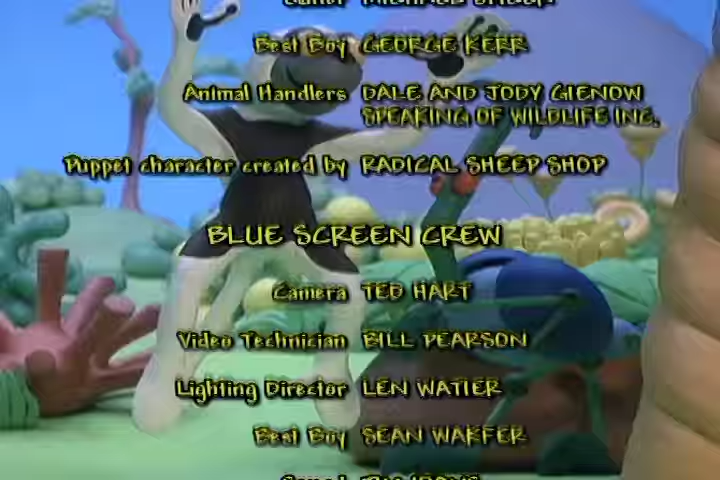 Best Boy GEORGE KERR
Animal Handlers DALE AND JODY GIENOW
SPEAKING OF WILDLIFE INC.
Puppet character created by RADICAL SHEEP SHOP
BLUE SCREEN CREW
Camera TED HART
Video Technician BILL PEARSON
Lighting Director LEN WATIER
Best Boy SEAN WAKFER